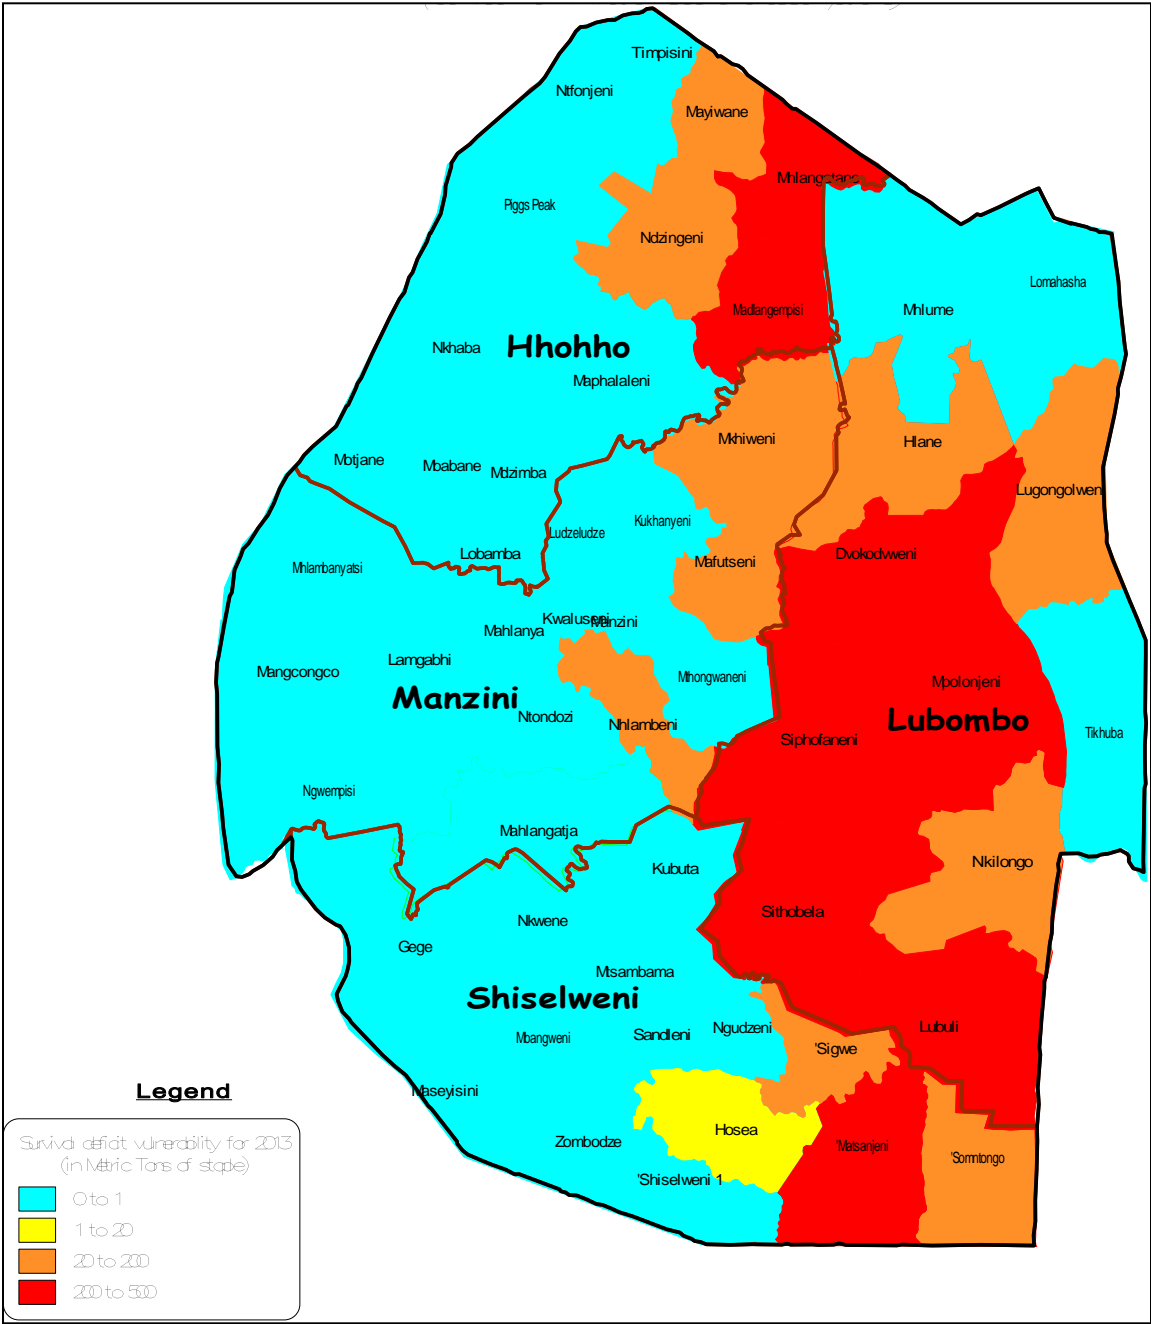 Timpisini
Ntfonjeni
Mayiwane
Mhlangatane
Piggs Peak
Ndzingeni
Lomahasha
Madlangempisi
Mhlume
Nkhaba
Hhohho
Maphalaleni
Mkhiweni
Hlane
Motjane
Mbabane
Mdzimba
Lugongolweni
Ludzeludze
Kukhanyeni
Lobamba
Dvokodvweni
Mhlambanyatsi
Mafutseni
Kwaluseni
Manzini
Mahlanya
Lamgabhi
Mangcongco
Mthongwaneni
Mpolonjeni
Manzini
Ntondozi
Nhlambeni
Lubombo
Siphofaneni
Tikhuba
Ngwempisi
Mahlangatja
Kubuta
Nkilongo
Nkwene
Sithobela
Gege
Mtsambama
Shiselweni
Mbangweni
Sandleni
Ngudzeni
Lubuli
'Sigwe
Maseyisini
Hosea
Zombodze
'Matsanjeni
'Somntongo
'Shiselweni 1
Legend
Survival deficit vulnerability for 2013
(in Metric Tons of staple)
0 to 1
1 to 20
20 to 200
200 to 500